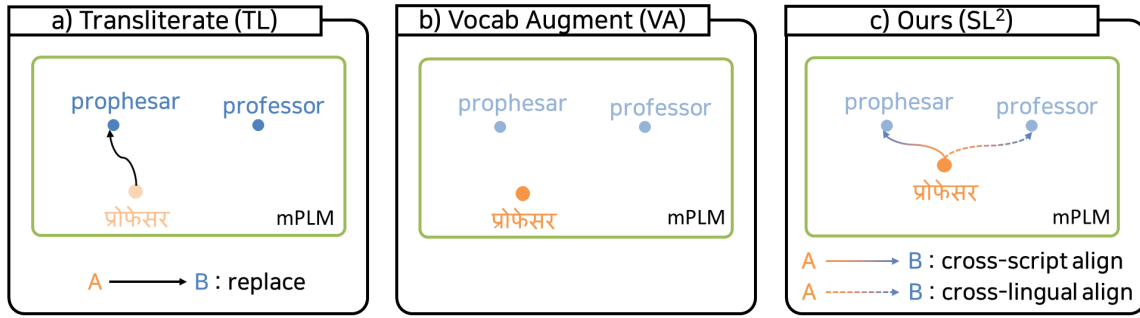 a) Transliterate (TL)
prophesar professor
प्रोफेसर
mPLM
A B : replace
b) Vocab Augment (VA)
prophesar professor
प्रोफेसर
mPLM
c) Ours (SL²)
prophesar professor
प्रोफेसर
mPLM
A B : cross-script align
A B : cross-lingual align